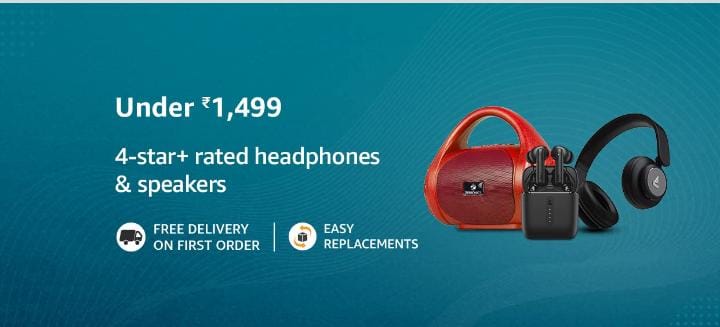 Under ₹1,499
4-star+ rated headphones
& speakers
FREE DELIVERY
ON FIRST ORDER
EASY
REPLACEMENTS